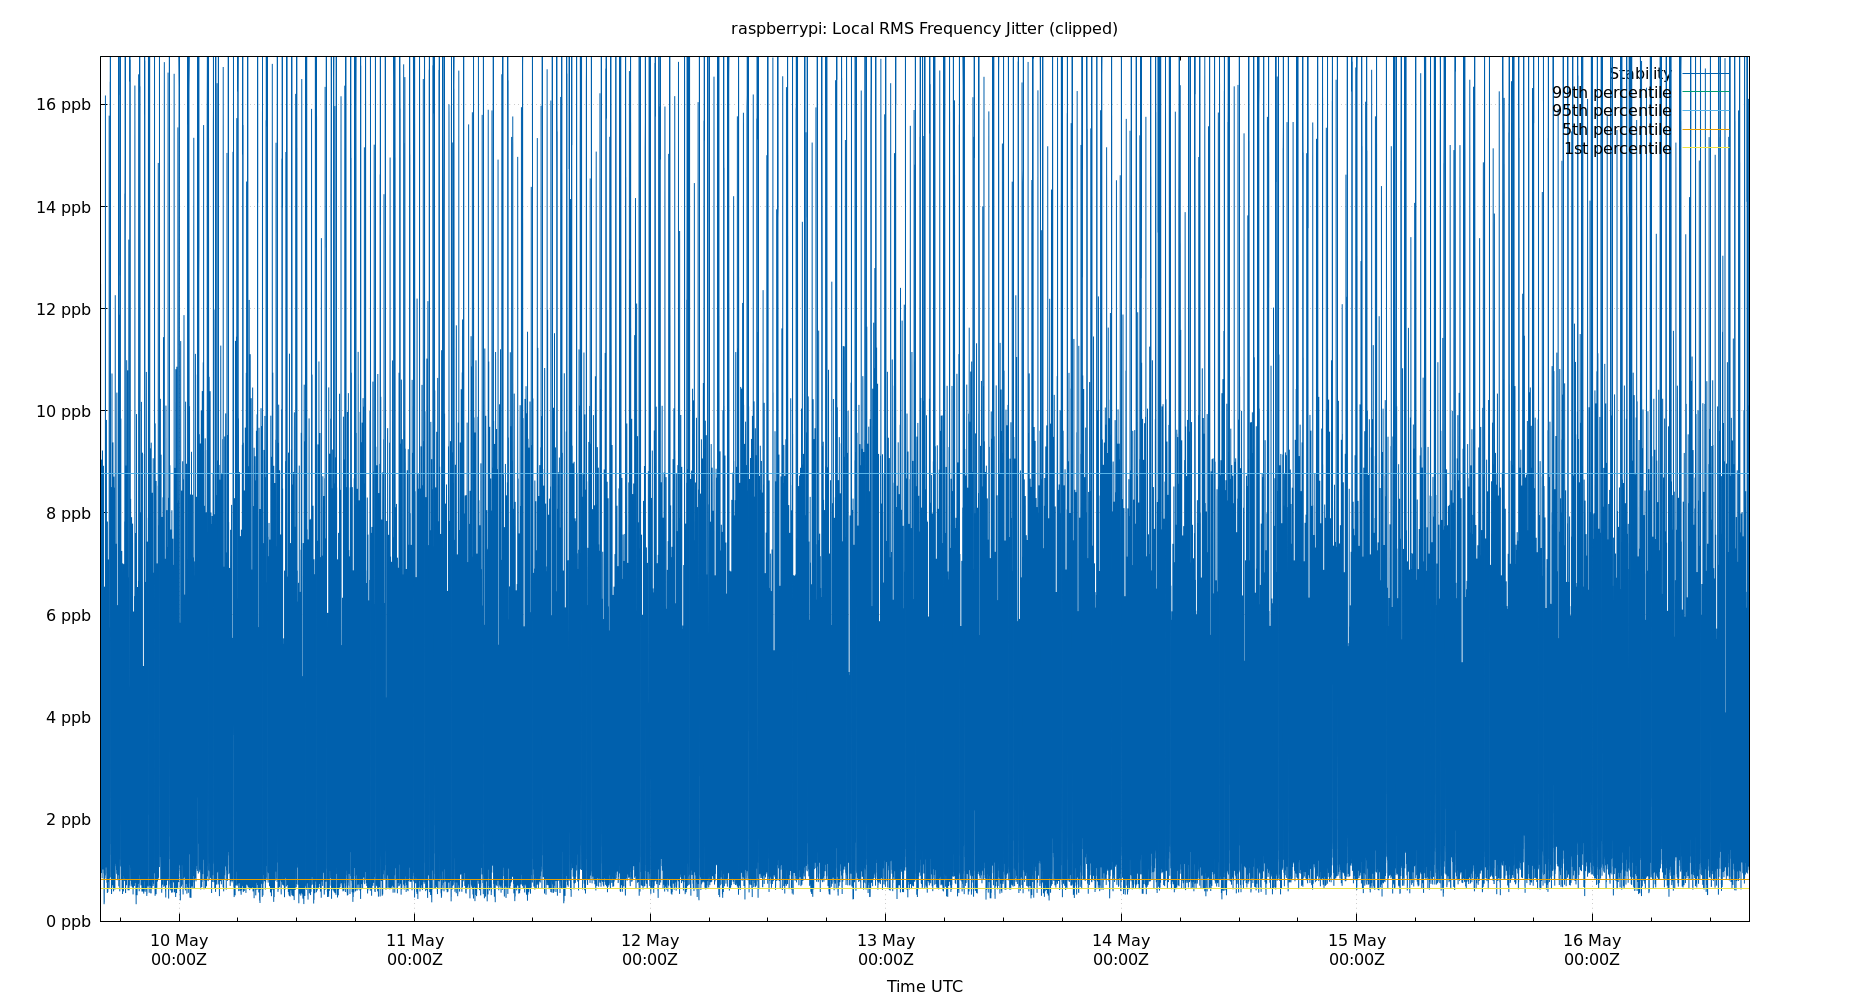 raspberrypi: Local RMS Frequency Jitter (clipped)
Stability
99th percentile
95th percentile
5th percentile
1st percentile
16 ppb
14 ppb
12 ppb
10 ppb
8 ppb
6 ppb
4 ppb
2 ppb
0 ppb
10 May 11 May 12 May 13 May 14 May 15 May 16 May
00:00Z 00:00Z 00:00Z 00:00Z 00:00Z 00:00Z 00:00Z
Time UTC